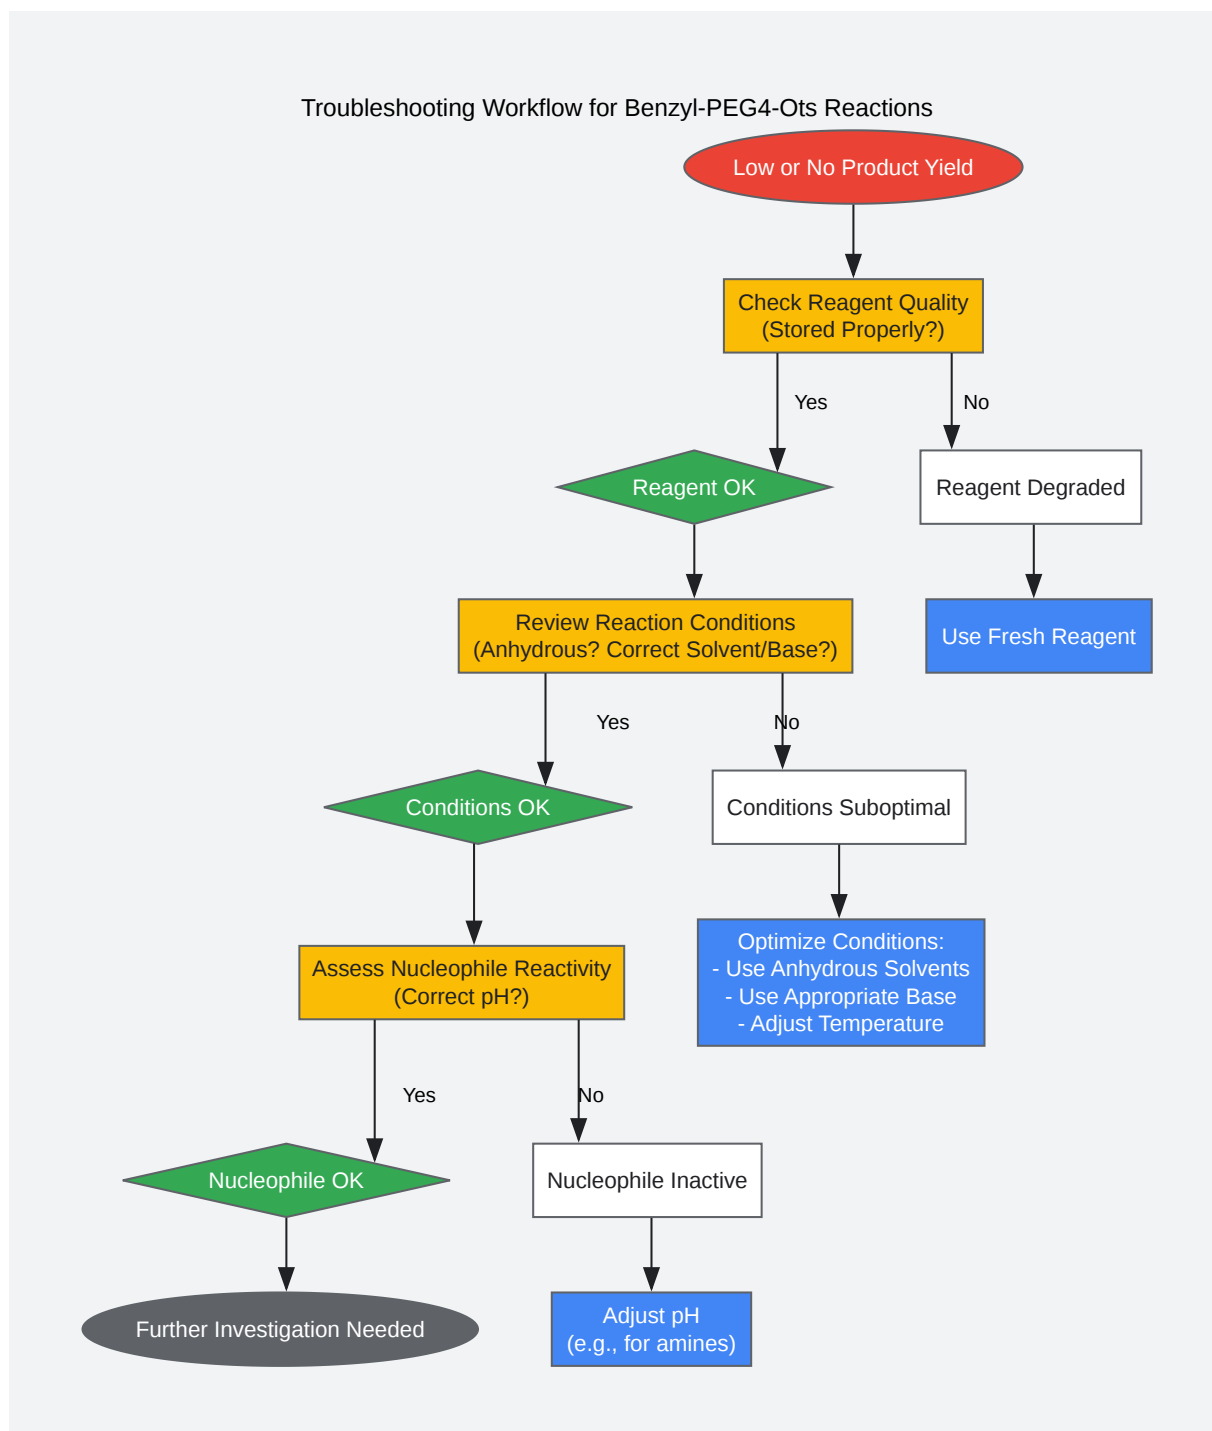 Troubleshooting Workflow for Benzyl-PEG4-Ots Reactions
Low or No Product Yield
Check Reagent Quality
(Stored Properly?)
Yes
No
Reagent OK
Reagent Degraded
Review Reaction Conditions
(Anhydrous? Correct Solvent/Base?)
Use Fresh Reagent
Yes
No
Conditions OK
Conditions Suboptimal
Assess Nucleophile Reactivity
(Correct pH?)
Optimize Conditions:
- Use Anhydrous Solvents
- Use Appropriate Base
- Adjust Temperature
Yes
No
Nucleophile OK
Nucleophile Inactive
Further Investigation Needed
Adjust pH
(e.g., for amines)